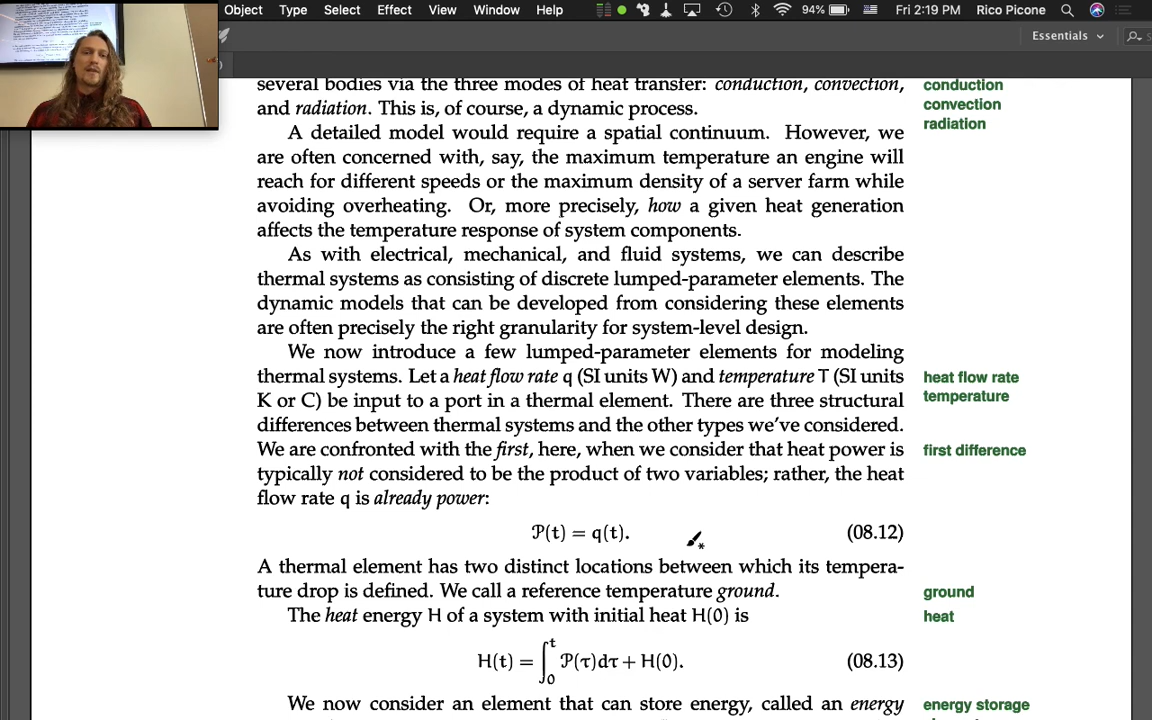 Object Type Select Effect View Window Help 94% Fri 2:19 PM Rico Picone
Essentials
several bodies via the three modes of heat transfer: conduction, convection,
and radiation. This is, of course, a dynamic process.
conduction
convection
radiation
A detailed model would require a spatial continuum. However, we
are often concerned with, say, the maximum temperature an engine will
reach for different speeds or the maximum density of a server farm while
avoiding overheating. Or, more precisely, how a given heat generation
affects the temperature response of system components.
As with electrical, mechanical, and fluid systems, we can describe
thermal systems as consisting of discrete lumped-parameter elements. The
dynamic models that can be developed from considering these elements
are often precisely the right granularity for system-level design.
We now introduce a few lumped-parameter elements for modeling
thermal systems. Let a heat flow rate q (SI units W) and temperature T (SI units
K or C) be input to a port in a thermal element. There are three structural
differences between thermal systems and the other types we've considered.
We are confronted with the first, here, when we consider that heat power is
typically not considered to be the product of two variables; rather, the heat
flow rate q is already power:
heat flow rate
temperature
first difference
P(t) = q(t). (08.12)
A thermal element has two distinct locations between which its tempera-
ture drop is defined. We call a reference temperature ground.
The heat energy H of a system with initial heat H(0) is
ground
heat
H(t) = ∫₀ᵗ P(τ)dτ + H(0). (08.13)
We now consider an element that can store energy, called an energy
energy storage